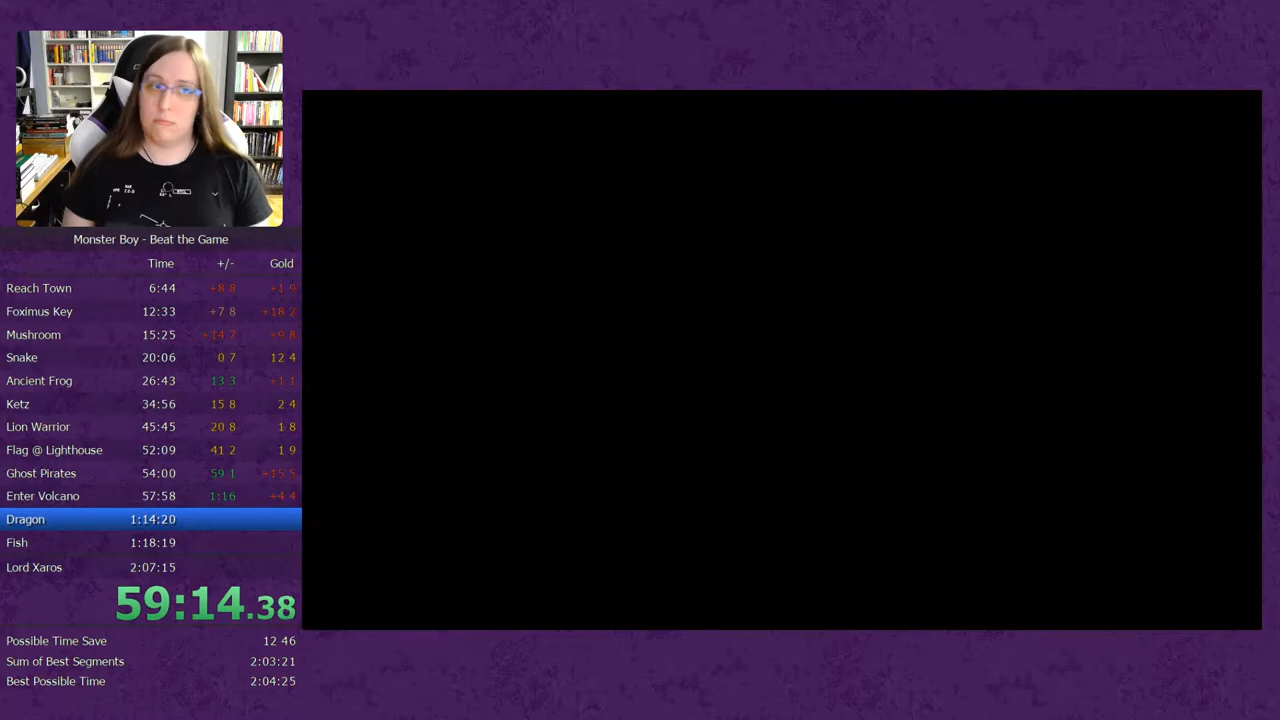 Monster Boy - Beat the Game
Time +/- Gold
Reach Town 6:44 +8 8 +1 9
Foximus Key 12:33 +7 8 +18 2
Mushroom 15:25 +14 7 +9 8
Snake 20:06 0 7 12 4
Ancient Frog 26:43 13 3 +1 1
Ketz 34:56 15 8 2 4
Lion Warrior 45:45 20 8 1 8
Flag @ Lighthouse 52:09 41 2 1 9
Ghost Pirates 54:00 59 1 +15 5
Enter Volcano 57:58 1:16 +4 4
Dragon 1:14:20
Fish 1:18:19
Lord Xaros 2:07:15
59:14.38
Possible Time Save 12 46
Sum of Best Segments 2:03:21
Best Possible Time 2:04:25